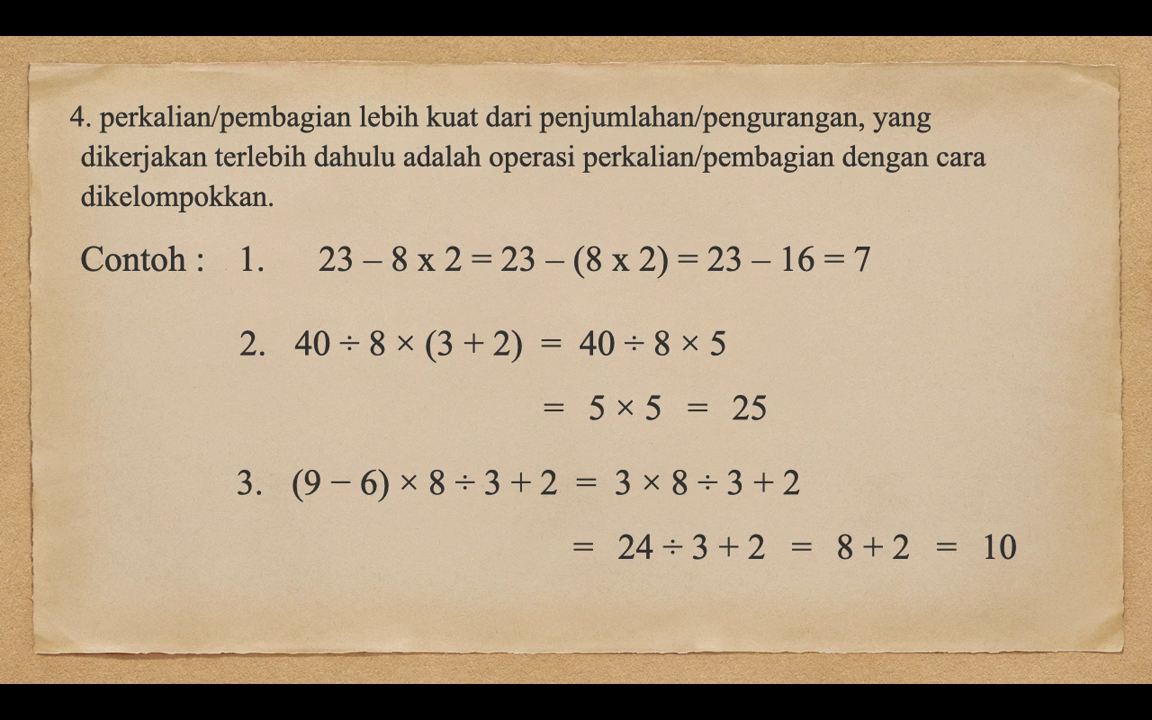 4. perkalian/pembagian lebih kuat dari penjumlahan/pengurangan, yang
dikerjakan terlebih dahulu adalah operasi perkalian/pembagian dengan cara
dikelompokkan.
Contoh : 1. 23 – 8 x 2 = 23 – (8 x 2) = 23 – 16 = 7
2. 40 ÷ 8 × (3 + 2) = 40 ÷ 8 × 5
= 5 × 5 = 25
3. (9 − 6) × 8 ÷ 3 + 2 = 3 × 8 ÷ 3 + 2
= 24 ÷ 3 + 2 = 8 + 2 = 10